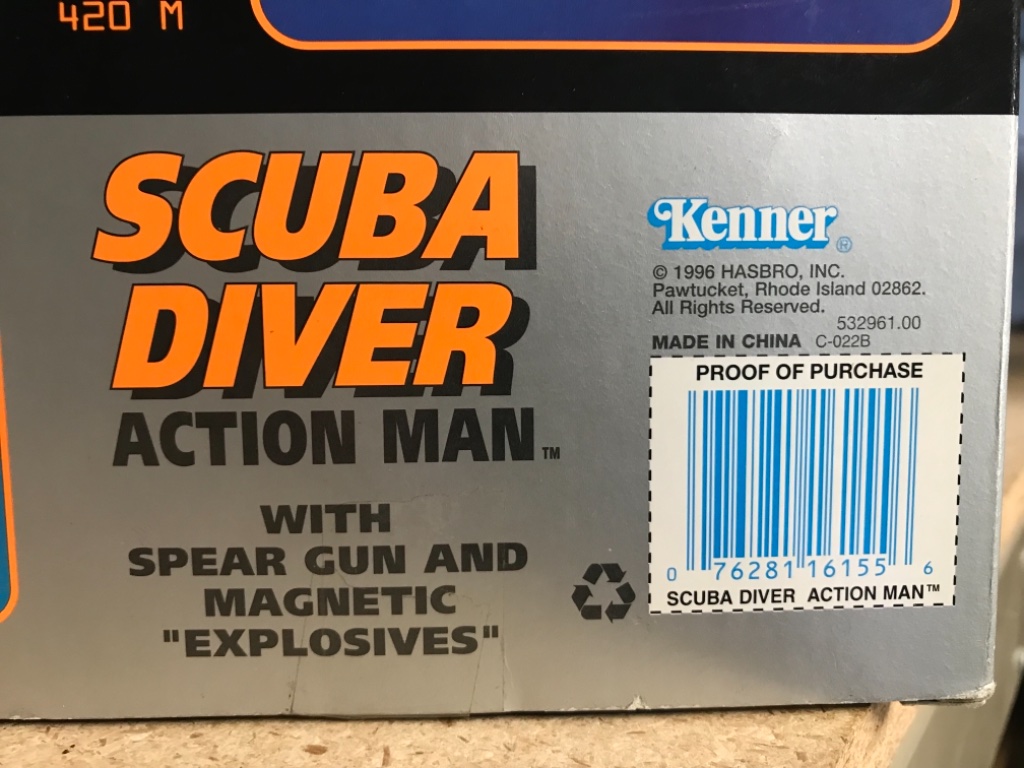 420 M
SCUBA
DIVER
ACTION MAN™
WITH
SPEAR GUN AND
MAGNETIC
"EXPLOSIVES"
Kenner®
© 1996 HASBRO, INC.
Pawtucket, Rhode Island 02862.
All Rights Reserved.
532961.00
MADE IN CHINA C-022B
PROOF OF PURCHASE
0 76281 16155 6
SCUBA DIVER ACTION MAN™